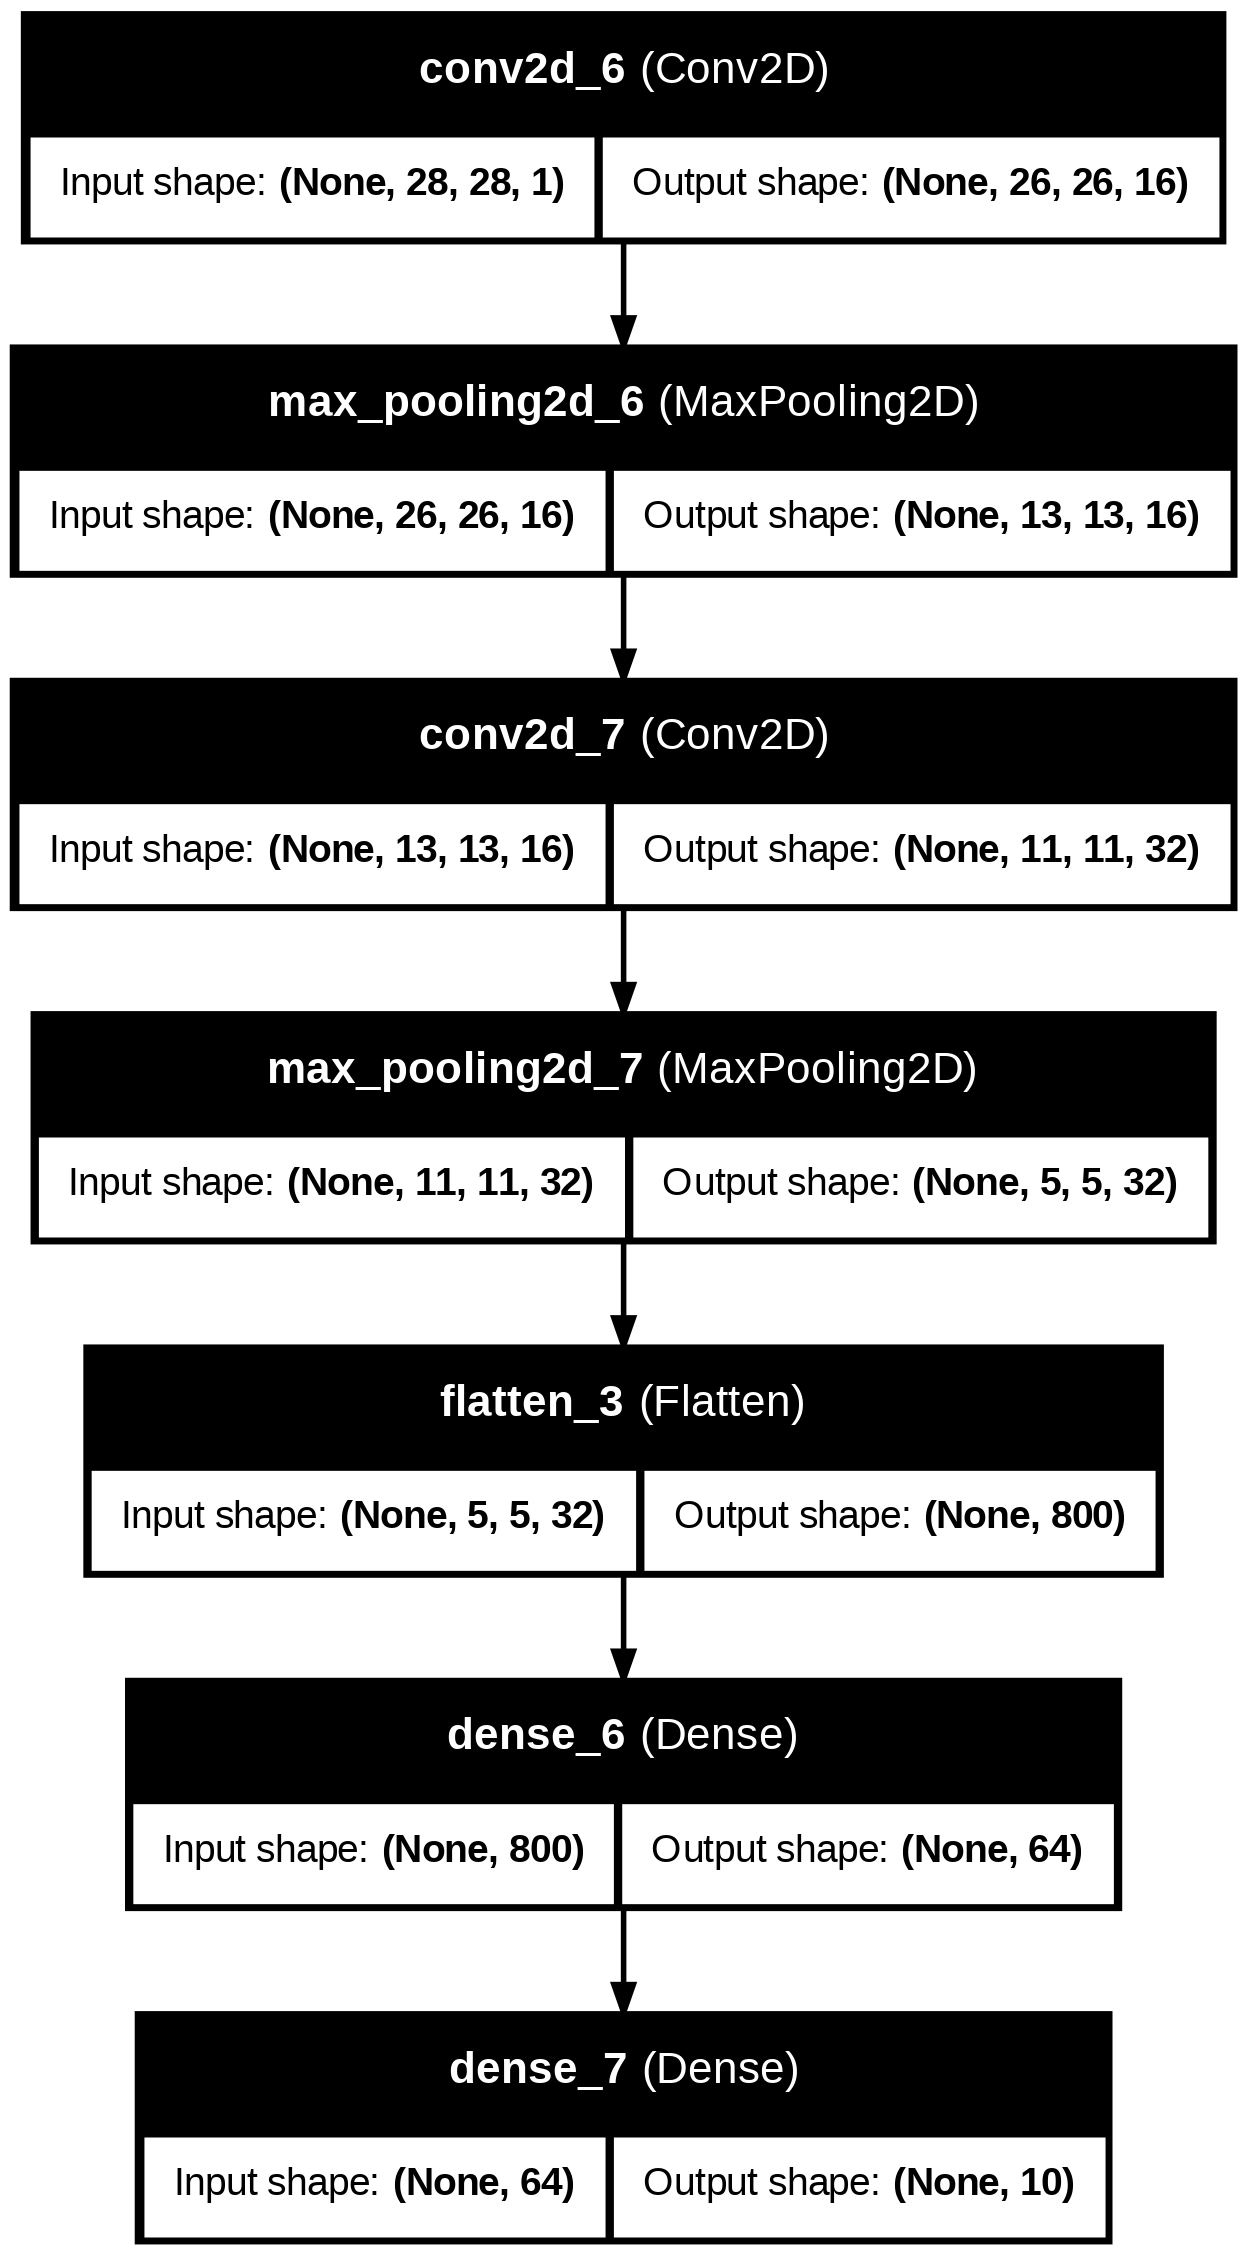 conv2d_6 (Conv2D)
Input shape: (None, 28, 28, 1) Output shape: (None, 26, 26, 16)
max_pooling2d_6 (MaxPooling2D)
Input shape: (None, 26, 26, 16) Output shape: (None, 13, 13, 16)
conv2d_7 (Conv2D)
Input shape: (None, 13, 13, 16) Output shape: (None, 11, 11, 32)
max_pooling2d_7 (MaxPooling2D)
Input shape: (None, 11, 11, 32) Output shape: (None, 5, 5, 32)
flatten_3 (Flatten)
Input shape: (None, 5, 5, 32) Output shape: (None, 800)
dense_6 (Dense)
Input shape: (None, 800) Output shape: (None, 64)
dense_7 (Dense)
Input shape: (None, 64) Output shape: (None, 10)